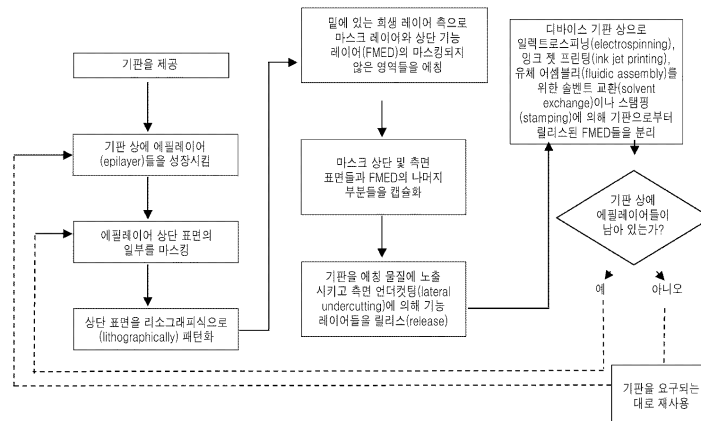 기판을 제공
기판 상에 에필레이어
(epilayer)들을 성장시킴
에필레이어 상단 표면의
일부를 마스킹
상단 표면을 리소그래피식으로
(lithographically) 패턴화
밑에 있는 희생 레이어 측으로
마스크 레이어와 상단 기능
레이어(FMED)의 마스킹되지
않은 영역들을 에칭
마스크 상단 및 측면
표면들과 FMED의 나머지
부분들을 캡슐화
기판을 에칭 물질에 노출
시키고 측면 언더컷팅(lateral
undercutting)에 의해 기능
레이어들을 릴리스(release)
디바이스 기판 상으로
일렉트로스피닝(electrospinning),
잉크 젯 프린팅(ink jet printing),
유체 어셈블리(fluidic assembly)를
위한 솔벤트 교환(solvent
exchange)이나 스탬핑
(stamping)에 의해 기판으로부터
릴리스된 FMED들을 분리
기판 상에
에필레이어들이
남아 있는가?
예
아니오
기판을 요구되는
대로 재사용